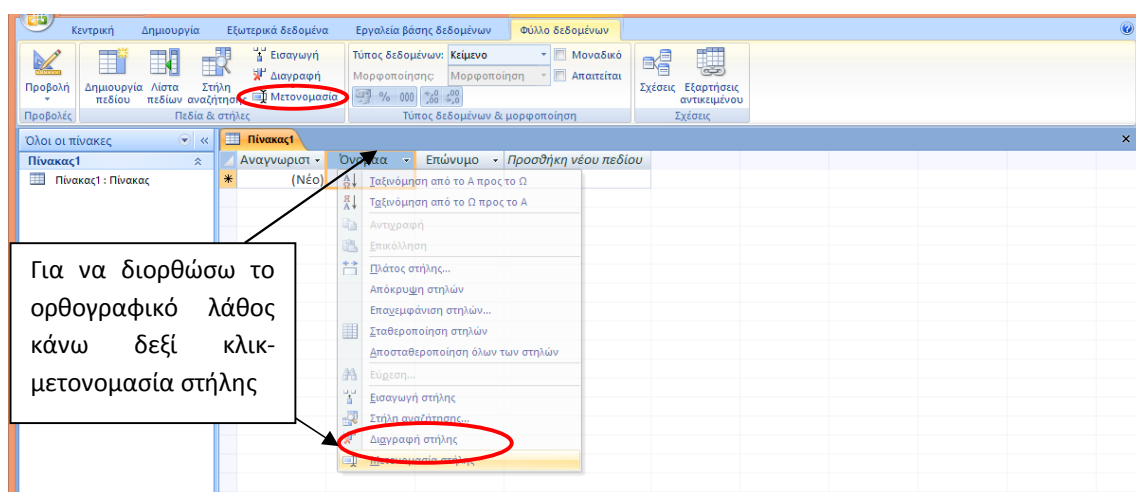 Κεντρική Δημιουργία Εξωτερικά δεδομένα Εργαλεία βάσης δεδομένων Φύλλο δεδομένων
Προβολή
Προβολές
Δημιουργία πεδίου
Λίστα πεδίων
Στήλη αναζήτησης
Εισαγωγή
Διαγραφή
Μετονομασία
Πεδία & στήλες
Τύπος δεδομένων: Κείμενο Μοναδικό
Μορφοποίηση: Μορφοποίηση Απαιτείται
% 000
Τύπος δεδομένων & μορφοποίηση
Σχέσεις Εξαρτήσεις
αντικειμένου
Σχέσεις
Όλοι οι πίνακες
Πίνακας1
Πίνακας1 : Πίνακας
Πίνακας1
Αναγνωριστ Επώνυμο Προσθήκη νέου πεδίου
(Νέο)
Ταξινόμηση από το Α προς το Ω
Ταξινόμηση από το Ω προς το Α
Αντιγραφή
Επικόλληση
Πλάτος στήλης...
Απόκρυψη στηλών
Επανεμφάνιση στηλών...
Σταθεροποίηση στηλών
Αποσταθεροποίηση όλων των στηλών
Εύρεση...
Εισαγωγή στήλης
Στήλη αναζήτησης...
Διαγραφή στήλης
Μετονομασία στήλης
Για να διορθώσω το
ορθογραφικό λάθος
κάνω δεξί κλικ-
μετονομασία στήλης